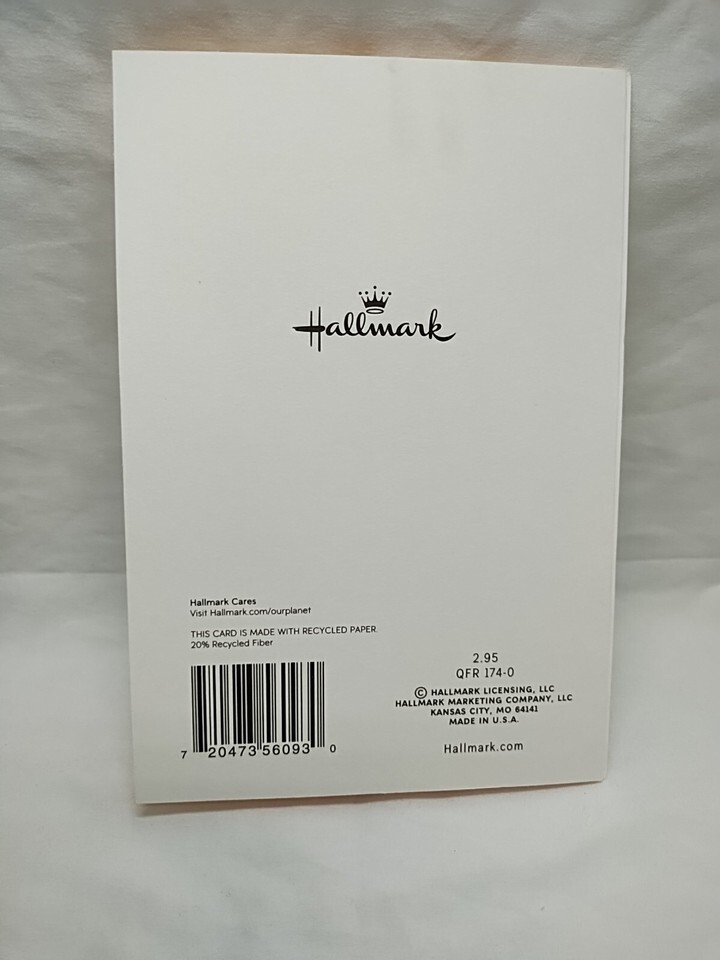 Hallmark
Hallmark Cares
Visit Hallmark.com/ourplanet
THIS CARD IS MADE WITH RECYCLED PAPER.
20% Recycled Fiber
7 20473 56093 0
2.95
QFR 174-0
© HALLMARK LICENSING, LLC
HALLMARK MARKETING COMPANY, LLC
KANSAS CITY, MO 64141
MADE IN U.S.A.
Hallmark.com